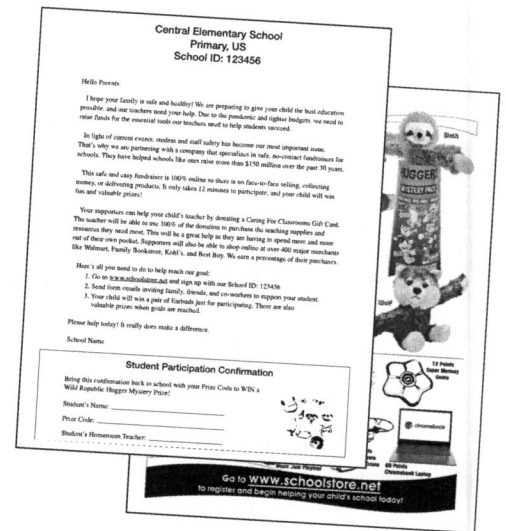 Central Elementary School
Primary, US
School ID: 123456
Hello Parents,
I hope your family is safe and healthy! We are preparing to give your child the best education
possible, and our teachers need your help. Due to the pandemic and tighter budgets, we need to
raise funds for the essential tools our teachers need to help students succeed.
In light of current events, student and staff safety has become our most important issue.
That's why we are partnering with a company that specializes in safe, no-contact fundraisers for
schools. They have helped schools like ours raise more than $150 million over the past 30 years.
This safe and easy fundraiser is 100% online so there is no face-to-face selling, collecting
money, or delivering products. It only takes 12 minutes to participate, and your child will win
fun and valuable prizes!
Your supporters can help your child's teacher by donating a Caring For Classrooms Gift Card.
The teacher will be able to use 100% of the donation to purchase the teaching supplies and
resources they need most. This will be a great help as they are having to spend more and more
out of their own pocket. Supporters will also be able to shop online at over 400 major merchants
like Walmart, Family Bookstore, Kohl's, and Best Buy. We earn a percentage of their purchases.
Here's all you need to do to help reach our goal:
1. Go to www.schoolstore.net and sign up with our School ID: 123456
2. Send form emails inviting family, friends, and co-workers to support your student.
3. Your child will win a pair of Earbuds just for participating. There are also
valuable prizes when goals are reached.
Please help today! It really does make a difference.
School Name
Student Participation Confirmation
Bring this confirmation back to school with your Prize Code to WIN a
Wild Republic Hugger Mystery Prize!
Student's Name:
Prize Code:
Student's Homeroom Teacher:
Sloth
HUGGER
MYSTERY PACK
Wolf
12 Points
Super Memory
Game
chromebook
60 Points
Chromebook Laptop
Go to www.schoolstore.net
to register and begin helping your child's school today!